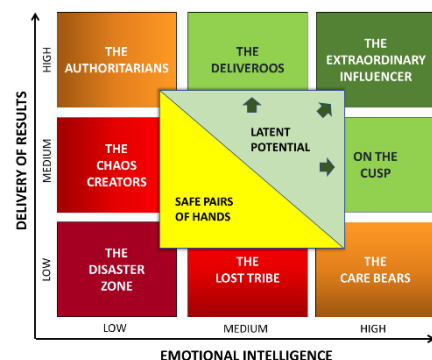 DELIVERY OF RESULTS
HIGH
THE
AUTHORITARIANS
THE
DELIVEROOS
THE
EXTRAORDINARY
INFLUENCER
MEDIUM
THE
CHAOS
CREATORS
LATENT
POTENTIAL
SAFE PAIRS
OF HANDS
ON THE
CUSP
LOW
THE
DISASTER
ZONE
THE
LOST TRIBE
THE
CARE BEARS
LOW
MEDIUM
HIGH
EMOTIONAL INTELLIGENCE